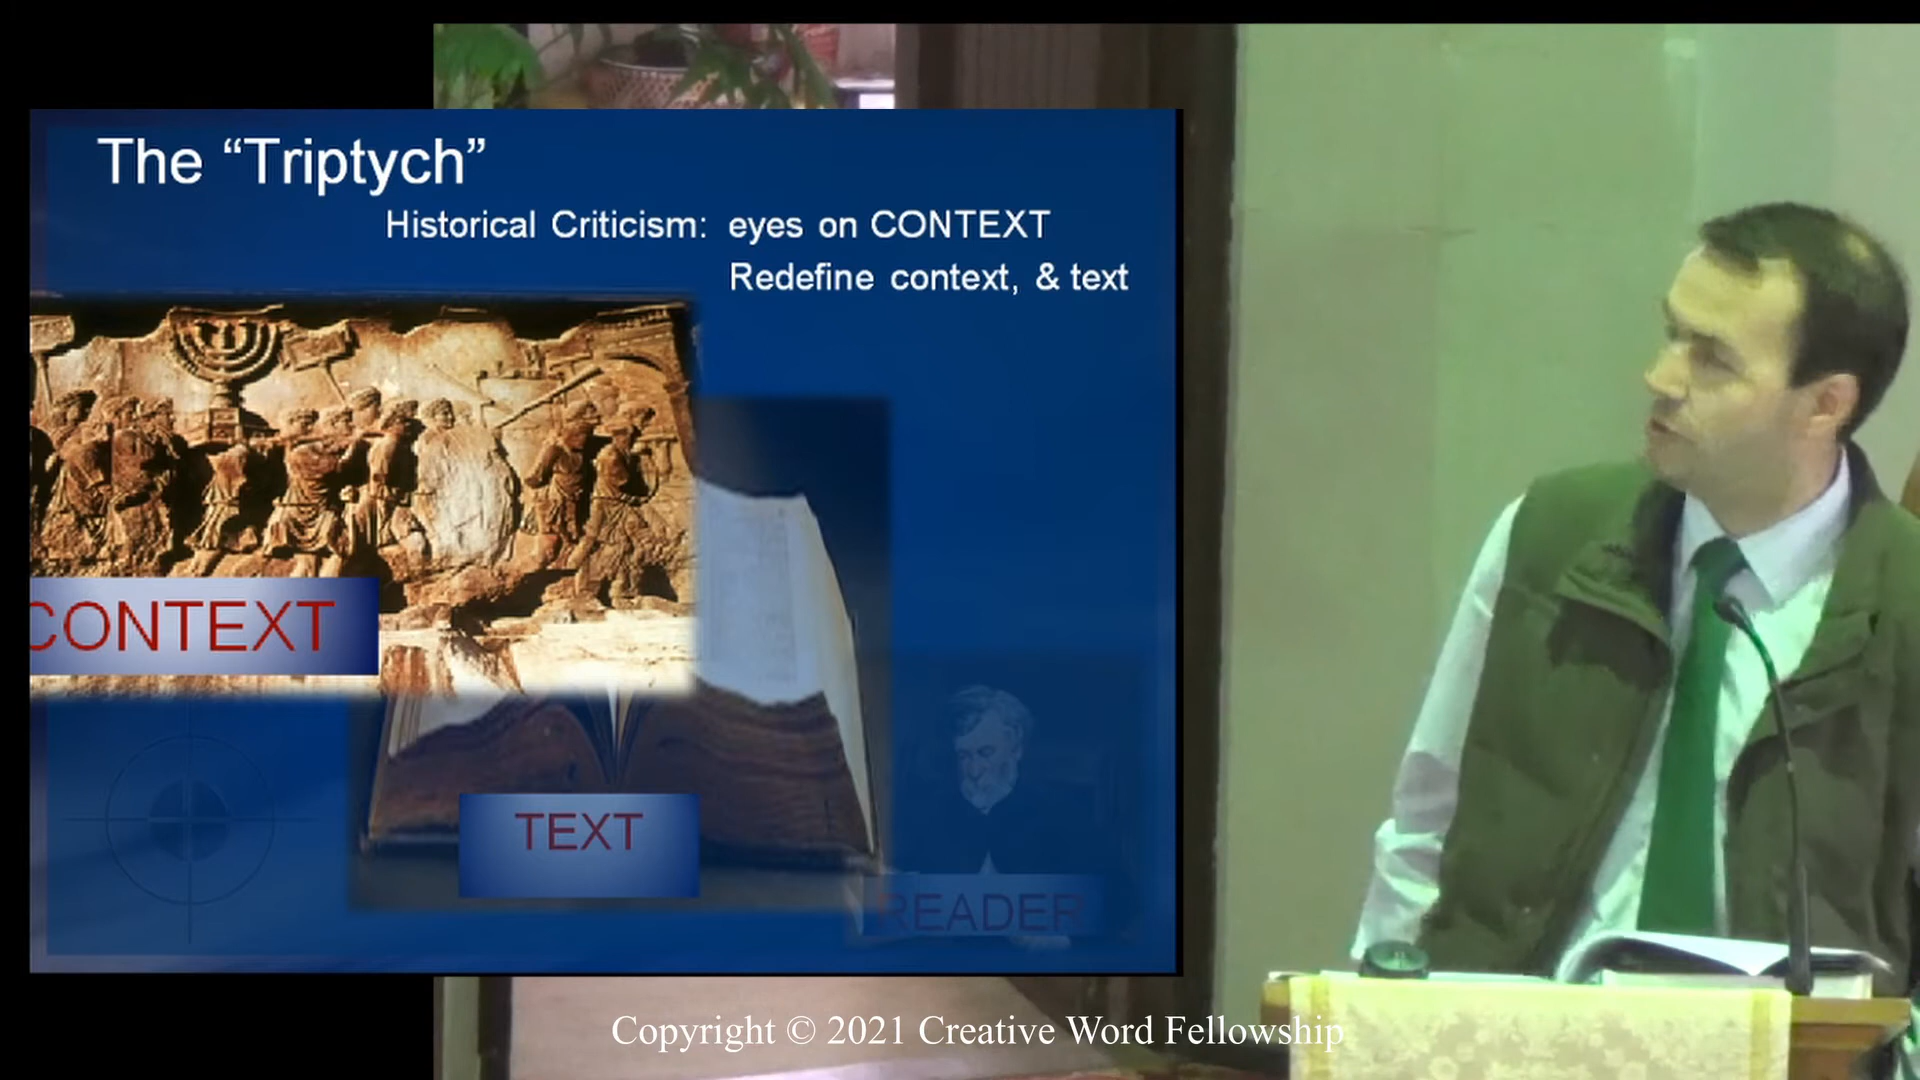 The “Triptych”
Historical Criticism: eyes on CONTEXT
Redefine context, & text
CONTEXT
TEXT
READER
Copyright © 2021 Creative Word Fellowship